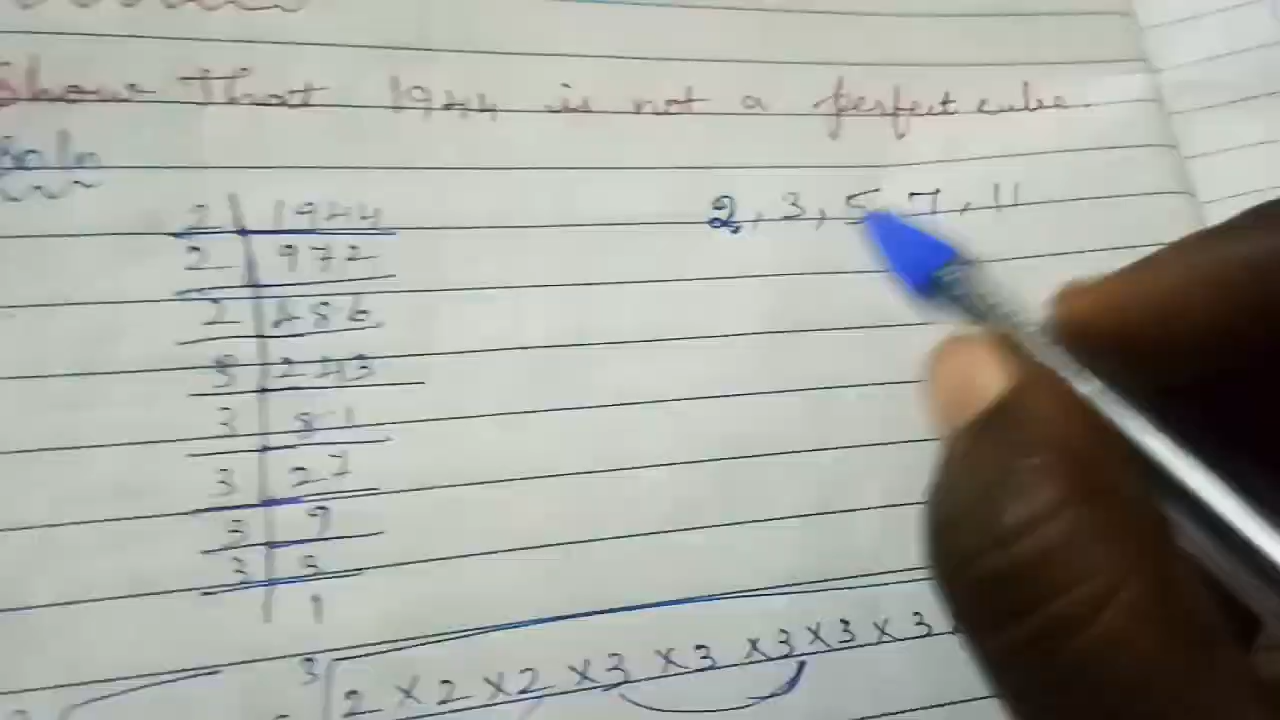 Show That 1944 is not a perfect cube.
Soln
2, 3, 5, 7, 11
2 | 1944
2 | 972
2 | 486
3 | 243
3 | 81
3 | 27
3 | 9
3 | 3
1
3 √ 2 × 2 × 2 × 3 × 3 × 3 × 3 × 3